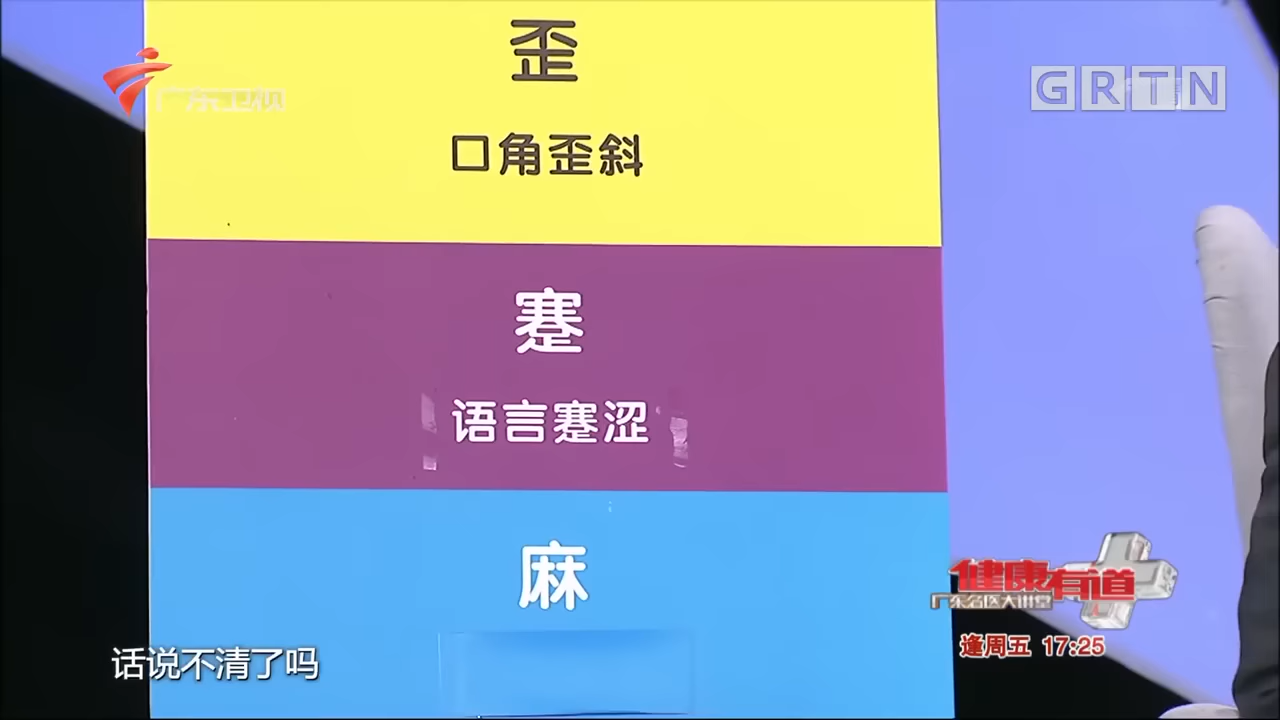 歪
广东卫视
GRTN
口角歪斜
蹇
语言蹇涩
麻
健康有道
广东名医大讲堂
逢周五 17:25
话说不清了吗